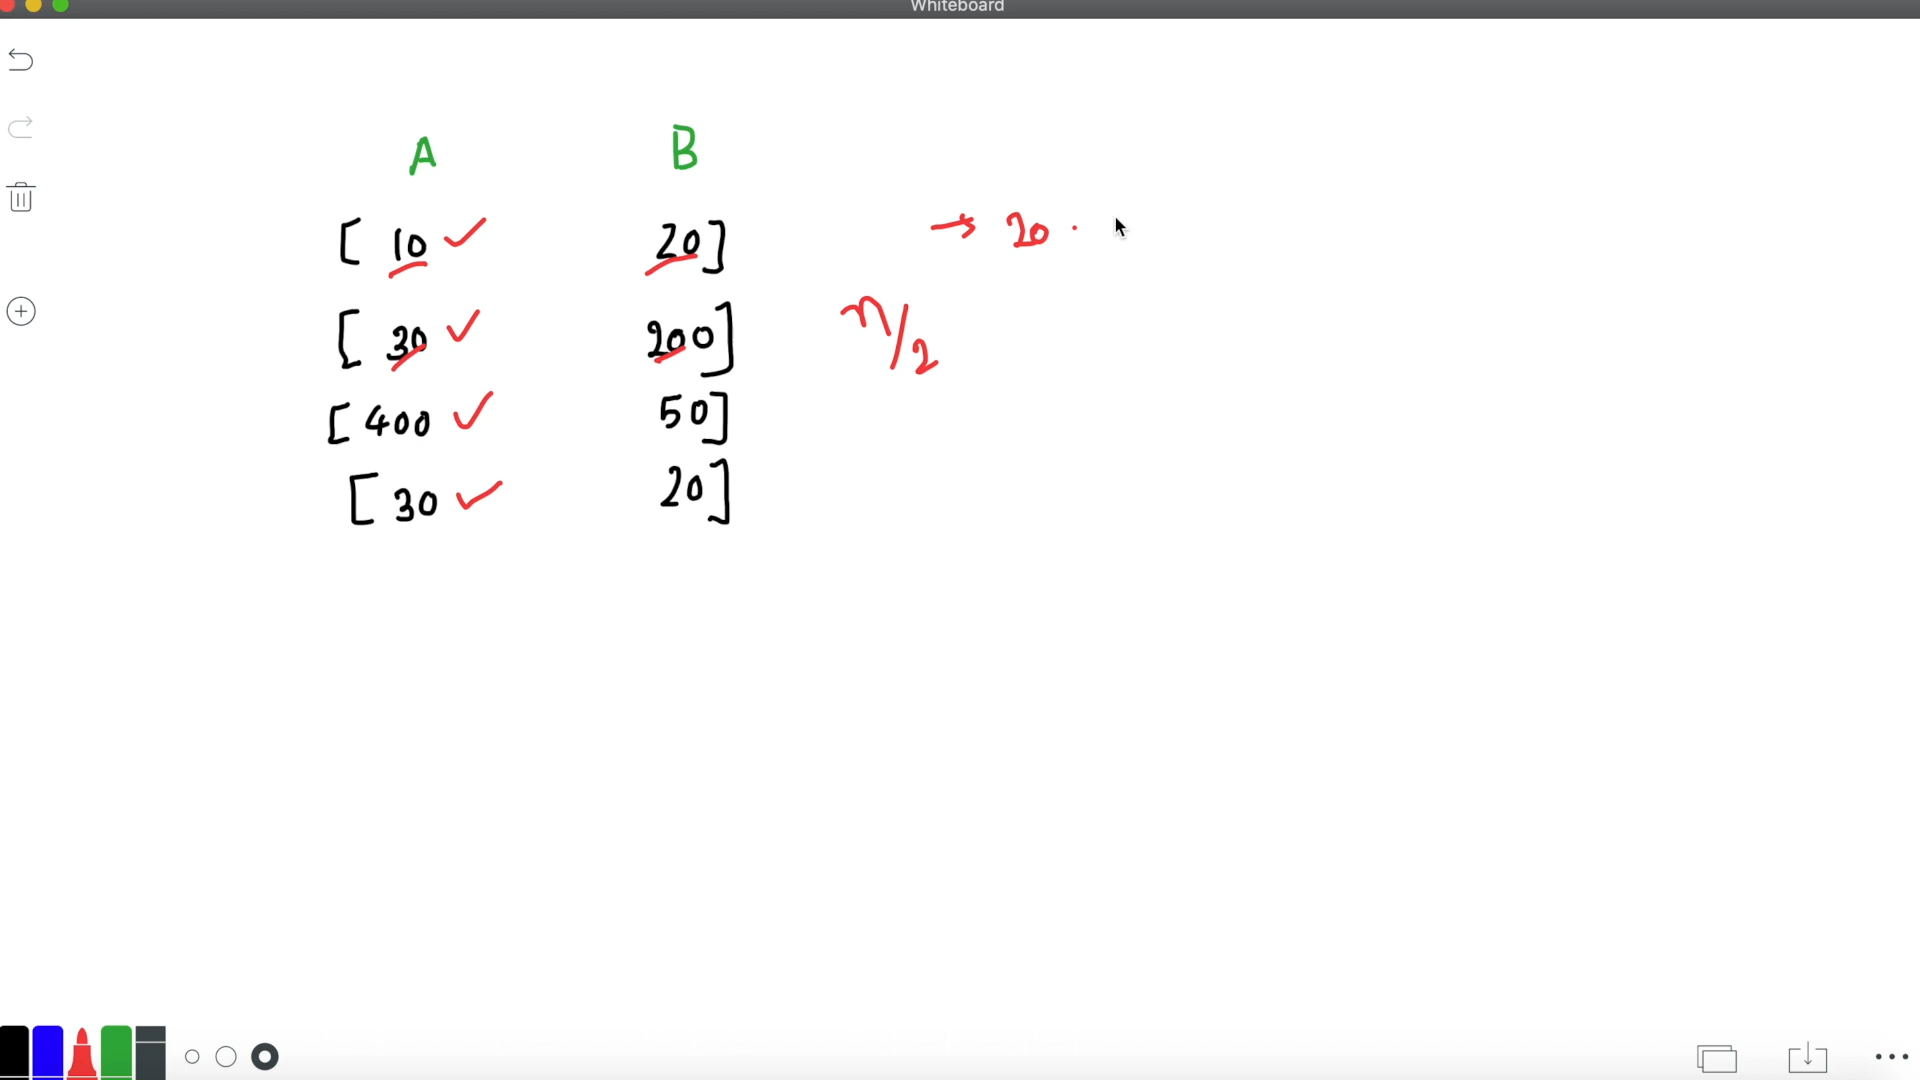 Whiteboard
A B
[ 10 ✓ 20 ] → 20 ·
[ 30 ✓ 200 ] n/2
[ 400 ✓ 50 ]
[ 30 ✓ 20 ]